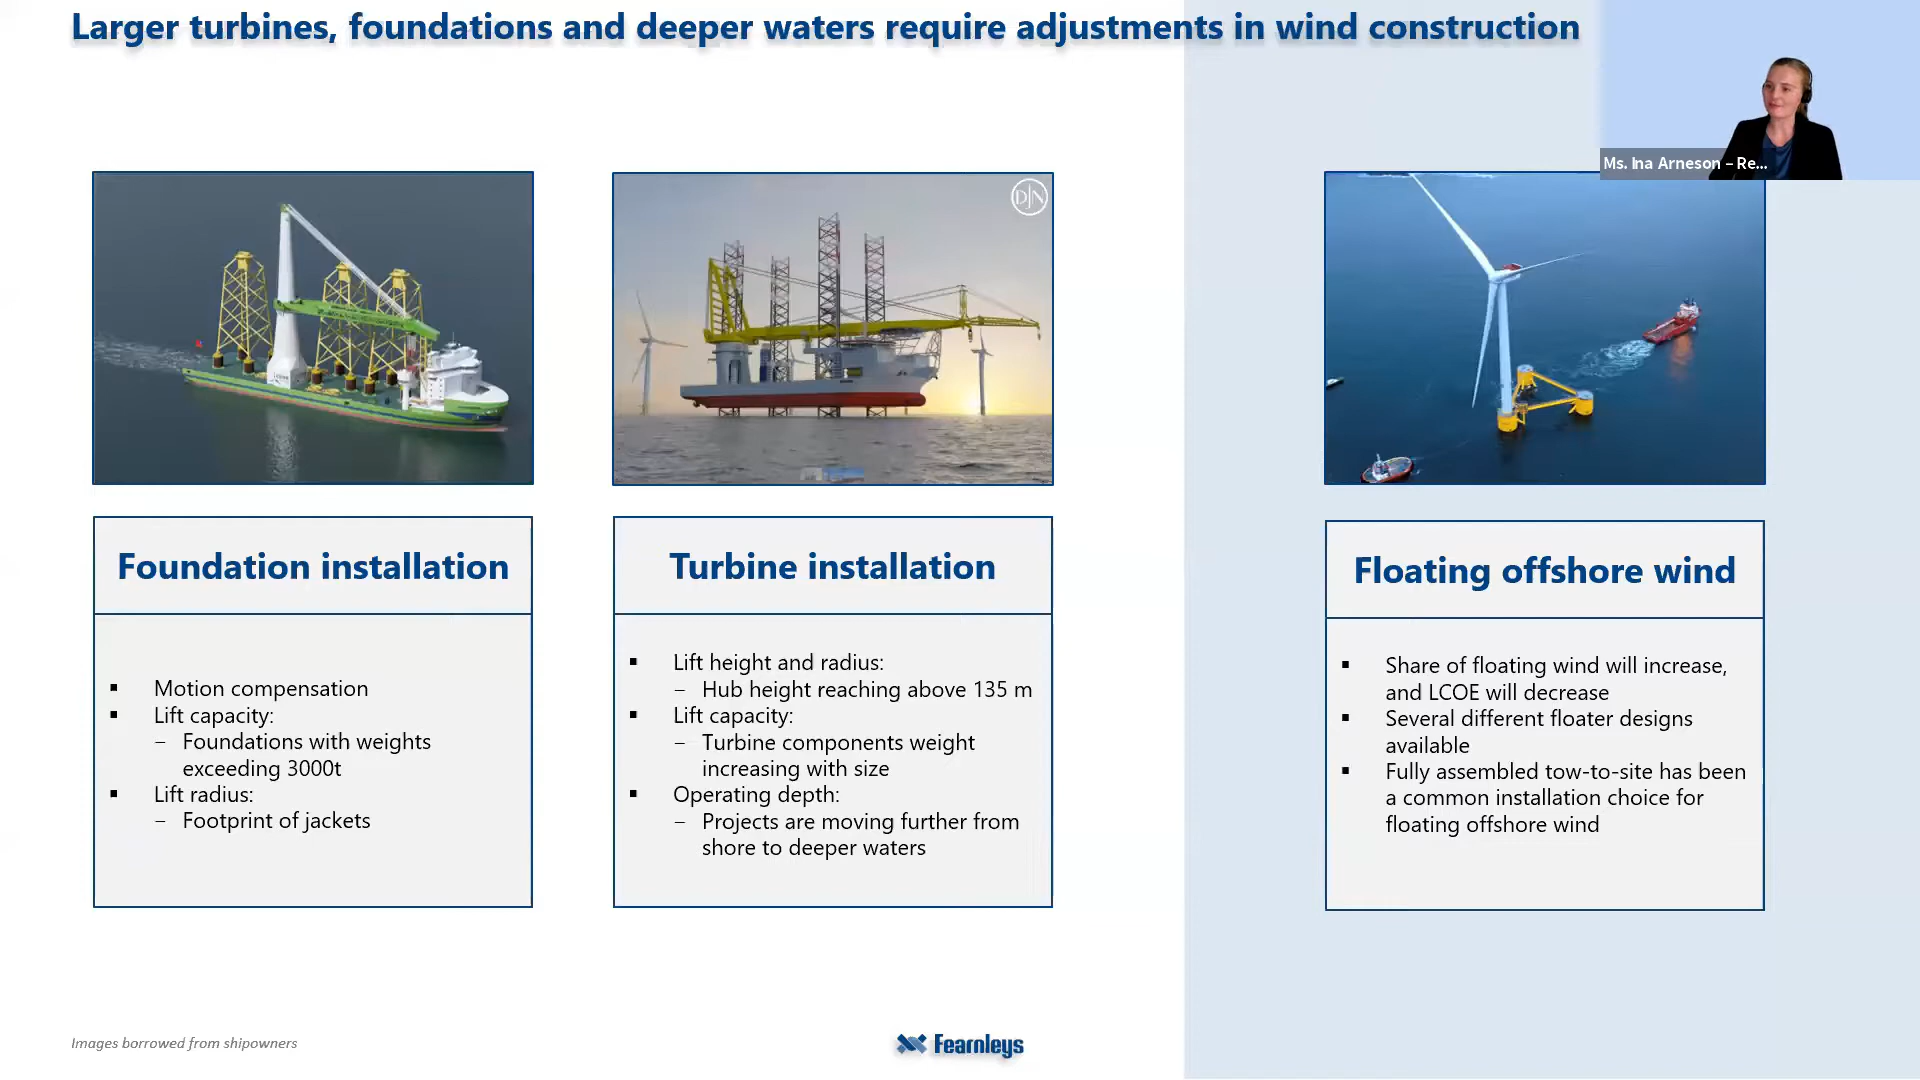 Larger turbines, foundations and deeper waters require adjustments in wind construction
Ms. Ina Arneson – Re...
DJN
Foundation installation
▪ Motion compensation
▪ Lift capacity:
– Foundations with weights
exceeding 3000t
▪ Lift radius:
– Footprint of jackets
Turbine installation
▪ Lift height and radius:
– Hub height reaching above 135 m
▪ Lift capacity:
– Turbine components weight
increasing with size
▪ Operating depth:
– Projects are moving further from
shore to deeper waters
Floating offshore wind
▪ Share of floating wind will increase,
and LCOE will decrease
▪ Several different floater designs
available
▪ Fully assembled tow-to-site has been
a common installation choice for
floating offshore wind
Images borrowed from shipowners
Fearnleys